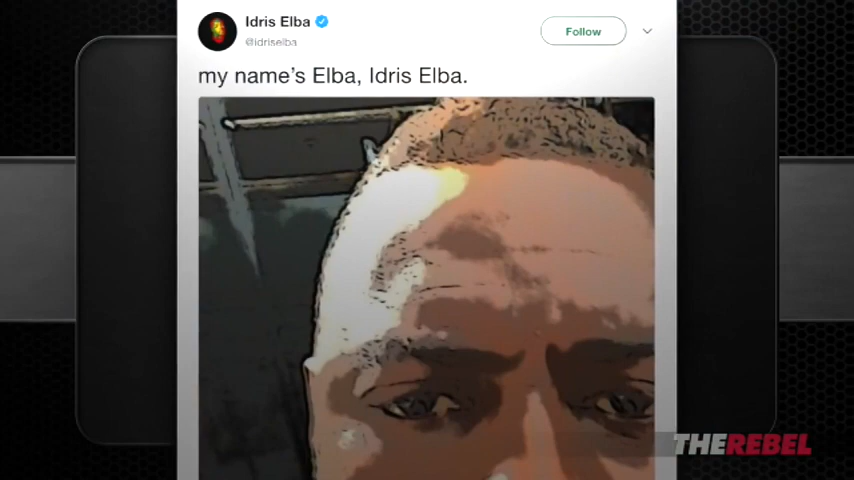 Idris Elba
@idriselba
Follow
my name's Elba, Idris Elba.
THEREBEL